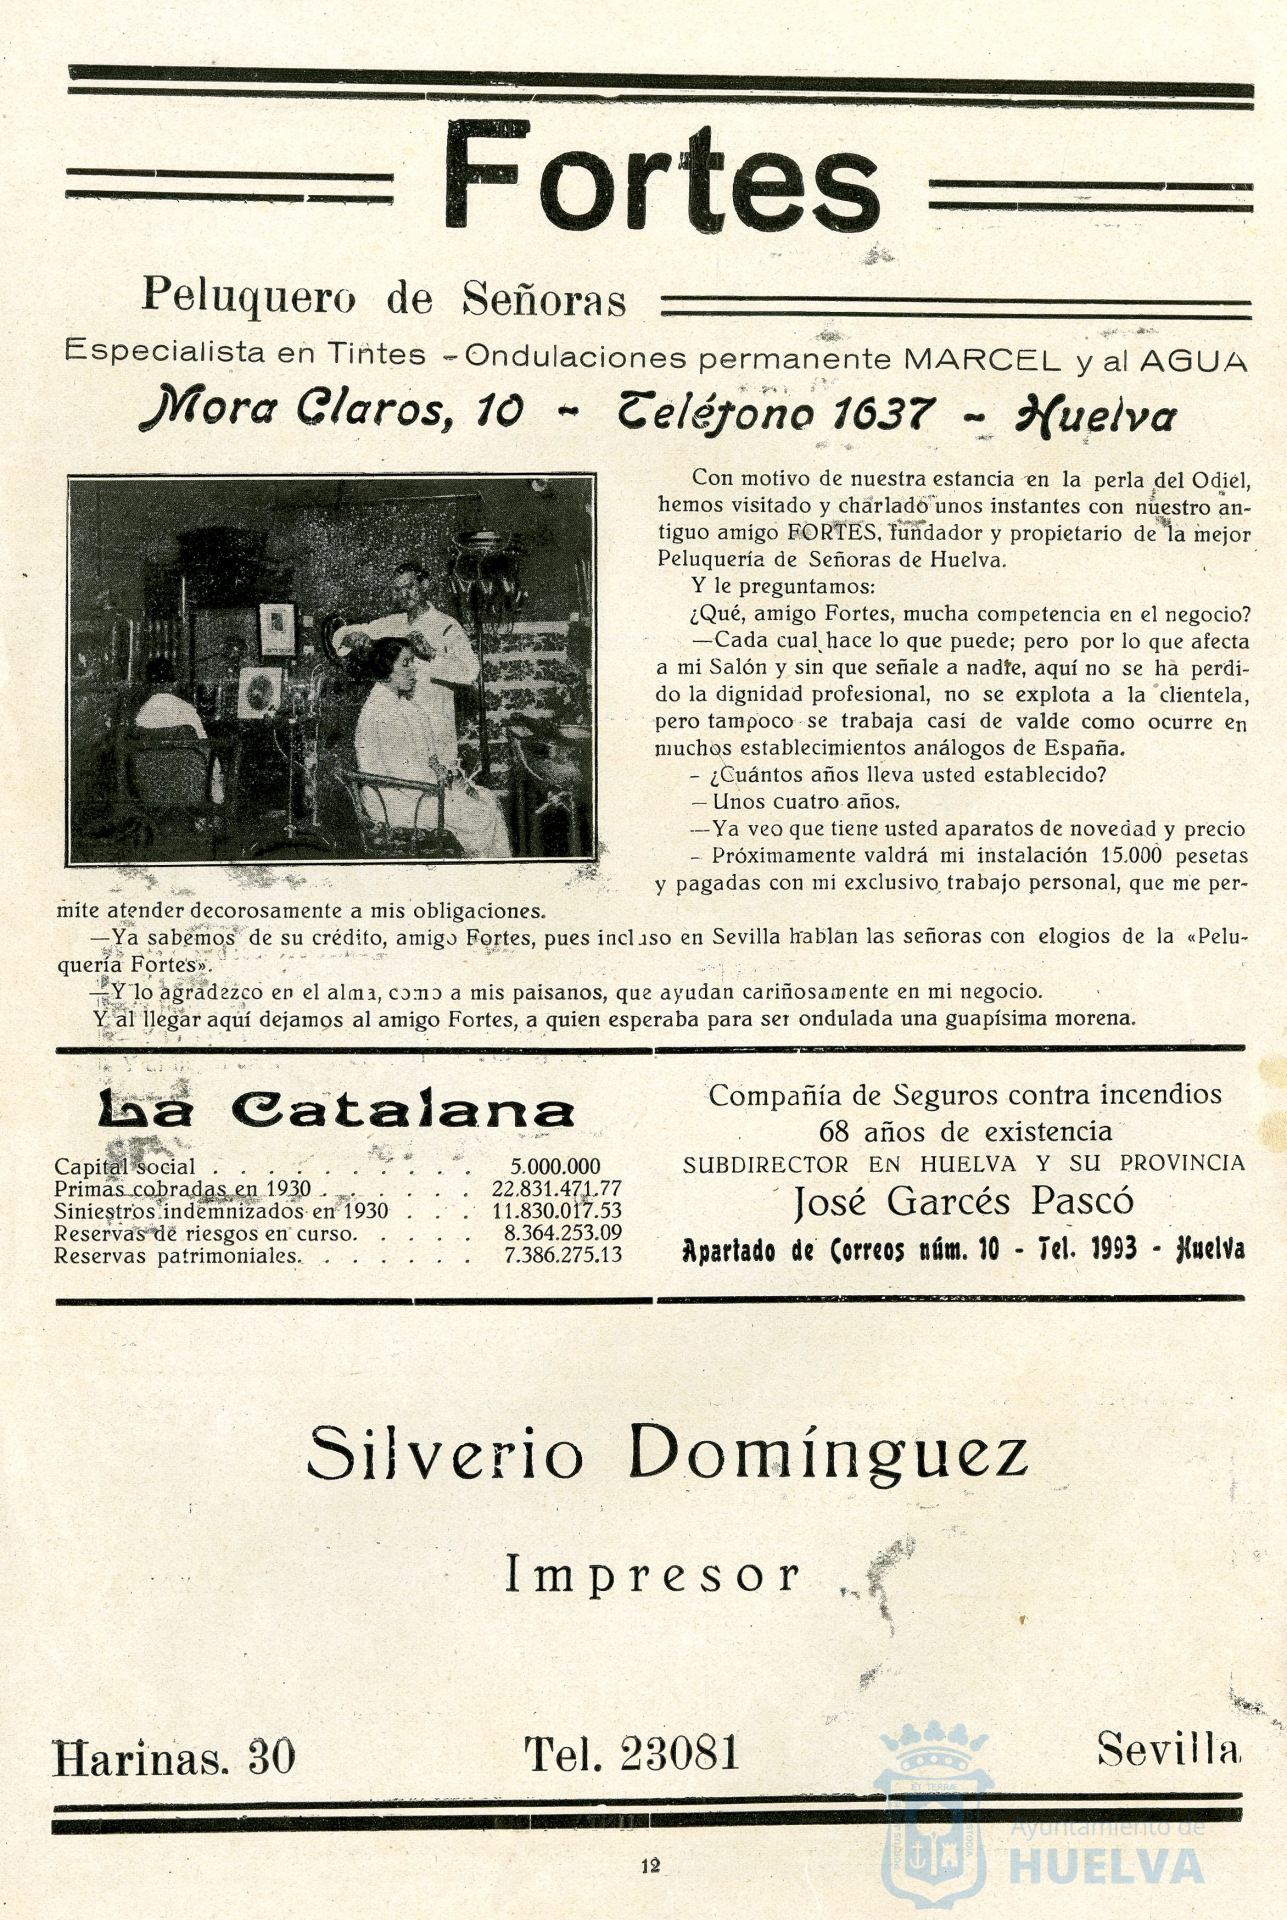 Fortes
Peluquero de Señoras
Especialista en Tintes - Ondulaciones permanente MARCEL y al AGUA
Mora Claros, 10 - Teléfono 1637 - Huelva
Con motivo de nuestra estancia en la perla del Odiel,
hemos visitado y charlado unos instantes con nuestro an-
tiguo amigo FORTES, fundador y propietario de la mejor
Peluquería de Señoras de Huelva.
Y le preguntamos:
¿Qué, amigo Fortes, mucha competencia en el negocio?
—Cada cual hace lo que puede; pero por lo que afecta
a mi Salón y sin que señale a nadie, aquí no se ha perdi-
do la dignidad profesional, no se explota a la clientela,
pero tampoco se trabaja casi de valde como ocurre en
muchos establecimientos análogos de España.
- ¿Cuántos años lleva usted establecido?
— Unos cuatro años.
—Ya veo que tiene usted aparatos de novedad y precio
- Próximamente valdrá mi instalación 15.000 pesetas
y pagadas con mi exclusivo trabajo personal, que me per-
mite atender decorosamente a mis obligaciones.
—Ya sabemos de su crédito, amigo Fortes, pues incluso en Sevilla hablan las señoras con elogios de la «Pelu-
quería Fortes».
—Y lo agradezco en el alma, como a mis paisanos, que ayudan cariñosamente en mi negocio.
Y al llegar aquí dejamos al amigo Fortes, a quien esperaba para ser ondulada una guapísima morena.
La Catalana
Capital social . . . . . . . . . . 5.000.000
Primas cobradas en 1930 . . . . . . 22.831.471.77
Siniestros indemnizados en 1930 . . . 11.830.017.53
Reservas de riesgos en curso. . . . . 8.364.253.09
Reservas patrimoniales. . . . . . . 7.386.275.13
Compañía de Seguros contra incendios
68 años de existencia
SUBDIRECTOR EN HUELVA Y SU PROVINCIA
José Garcés Pascó
Apartado de Correos núm. 10 - Tel. 1993 - Huelva
Silverio Domínguez
Impresor
Harinas. 30 Tel. 23081 Sevilla
12
ET TERRÆ
Ayuntamiento de
HUELVA